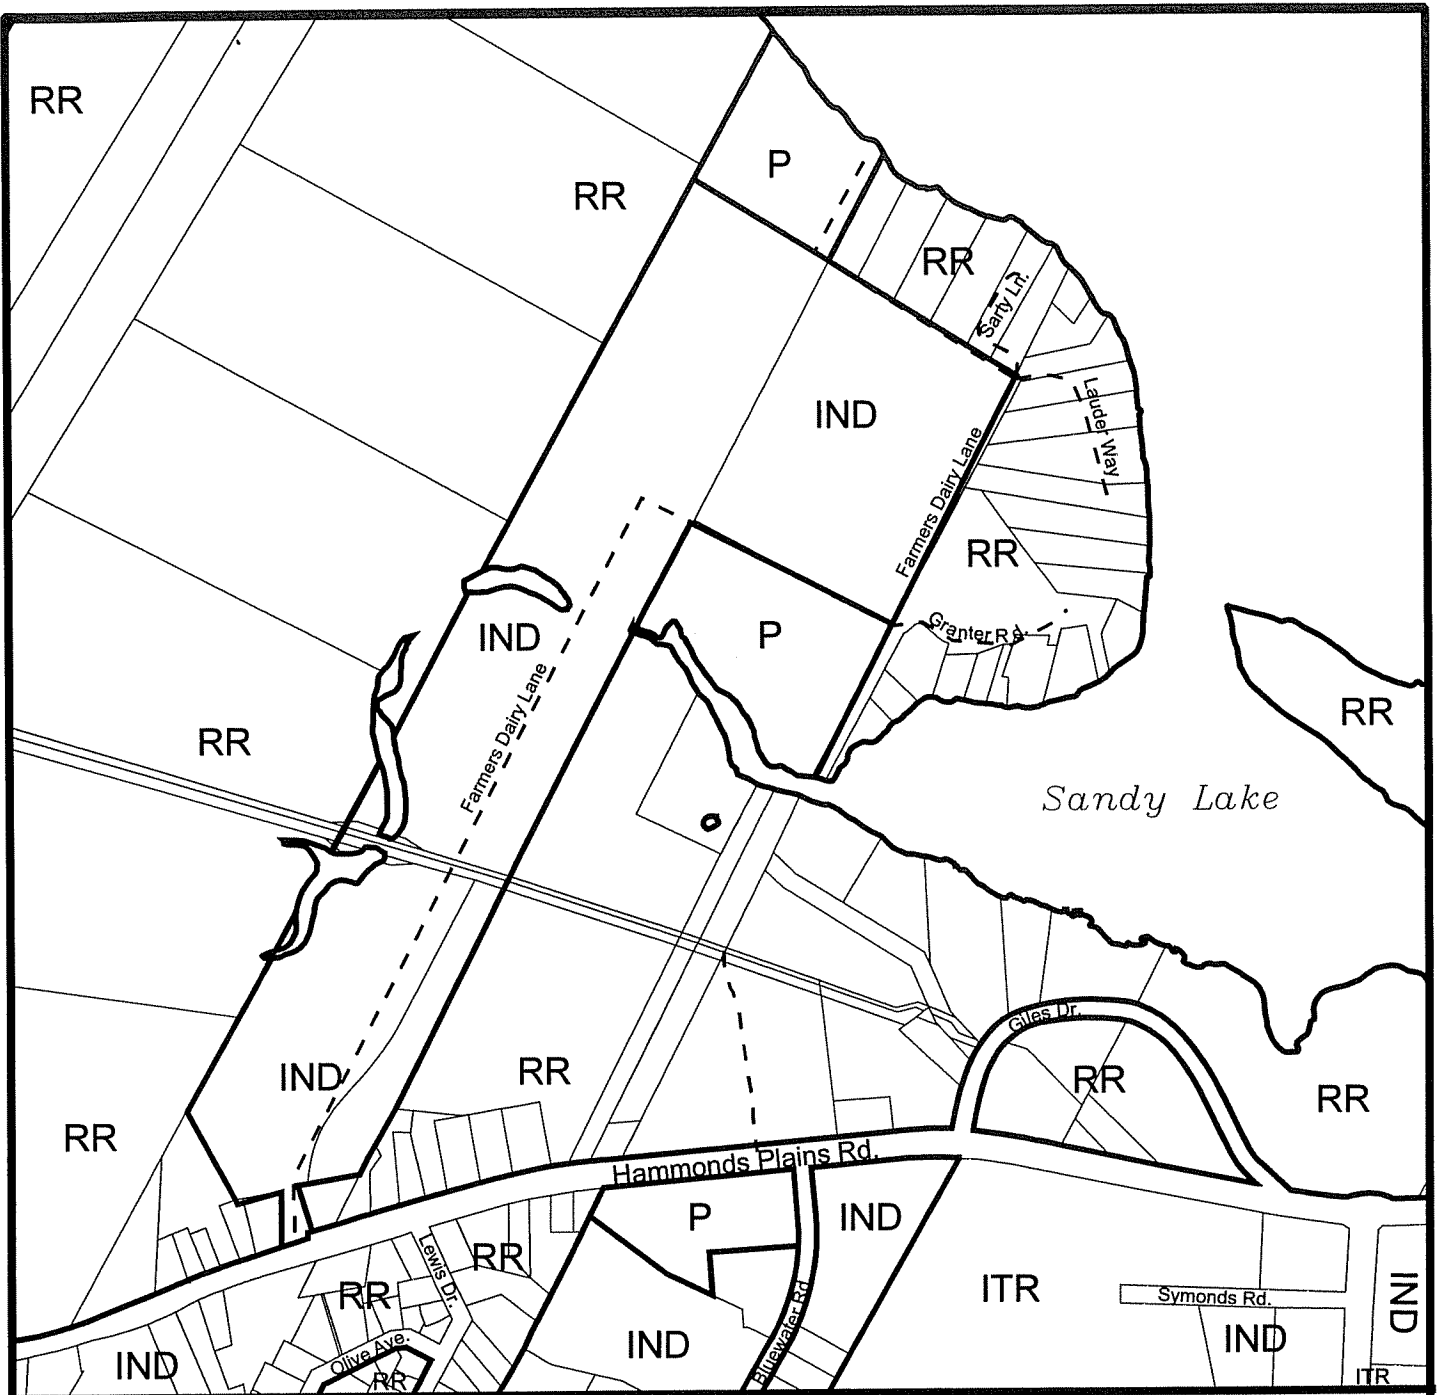 RR
P
RR
RR
Sarty Ln.
IND
Lauder Way
Farmers Dairy Lane
RR
Granter Rd.
IND
P
Farmers Dairy Lane
RR
RR
Sandy Lake
Giles Dr.
IND
RR
RR
RR
RR
Hammonds Plains Rd.
P
IND
Lewis Dr.
RR
RR
ITR
Symonds Rd.
IND
Bluewater Rd
IND
IND
Olive Ave.
IND
RR
ITR